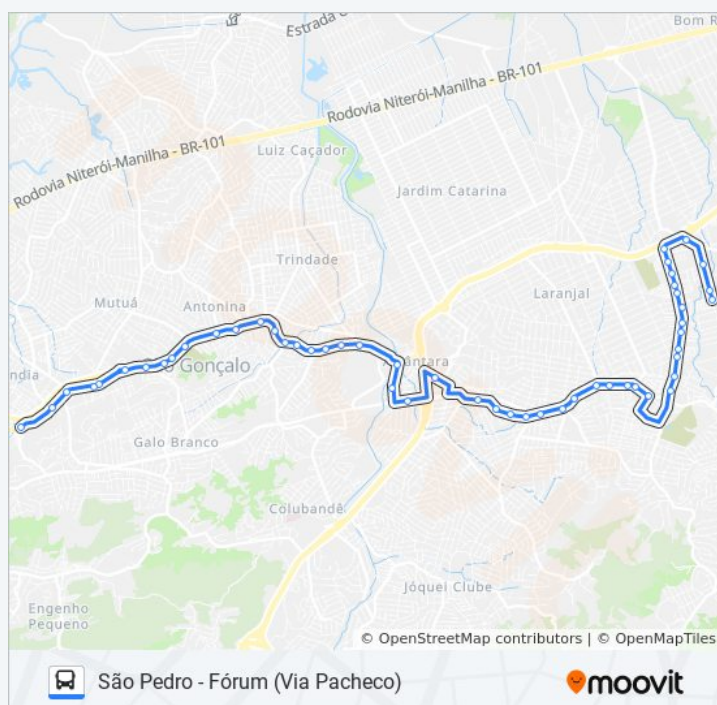 Estrada
Bom R
Rodovia Niterói-Manilha - BR-101
Luiz Caçador
Rodovia Niterói-Manilha - BR-101
Jardim Catarina
Trindade
Laranjal
Mutuá
Antonina
Alcântara
São Gonçalo
ndia
Galo Branco
Colubandê
Jóquei Clube
Engenho
Pequeno
© OpenStreetMap contributors | © OpenMapTiles
São Pedro - Fórum (Via Pacheco)
moovit